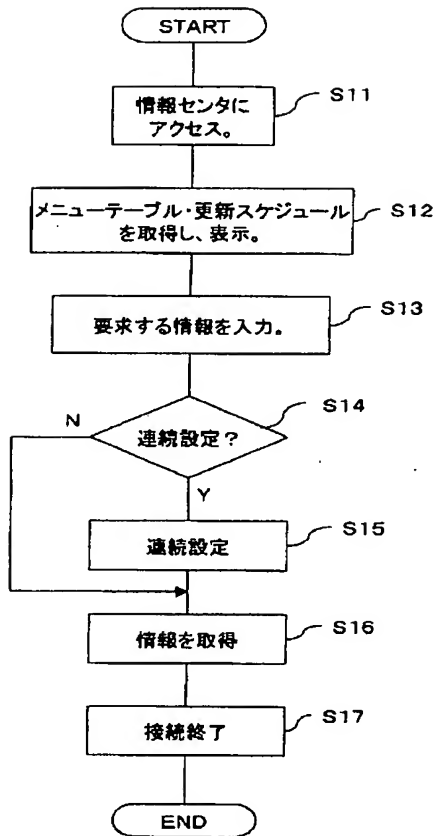 START
情報センタに
アクセス。
S11
メニューテーブル・更新スケジュール
を取得し、表示。
S12
要求する情報を入力。
S13
連続設定？
S14
N
Y
連続設定
S15
情報を取得
S16
接続終了
S17
END